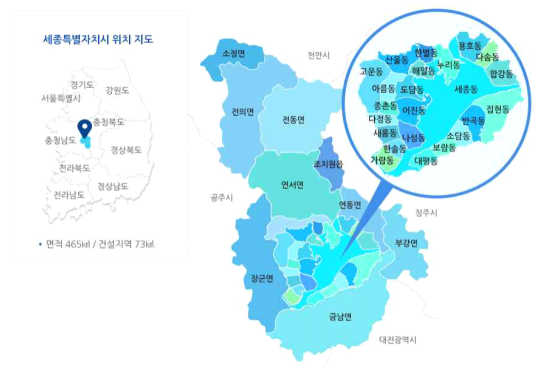 세종특별자치시 위치 지도
경기도
강원도
서울특별시
충청북도
충청남도
경상북도
전라북도
경상남도
전라남도
• 면적 465㎢ / 건설지역 73㎢
소정면
천안시
전의면
전동면
조치원읍
연서면
공주시
연동면
청주시
장군면
부강면
금남면
대전광역시
산울동
한별동
용호동
다솜동
고운동
해밀동
누리동
합강동
아름동
도담동
세종동
종촌동
어진동
집현동
다정동
반곡동
새롬동
나성동
소담동
한솔동
보람동
가람동
대평동